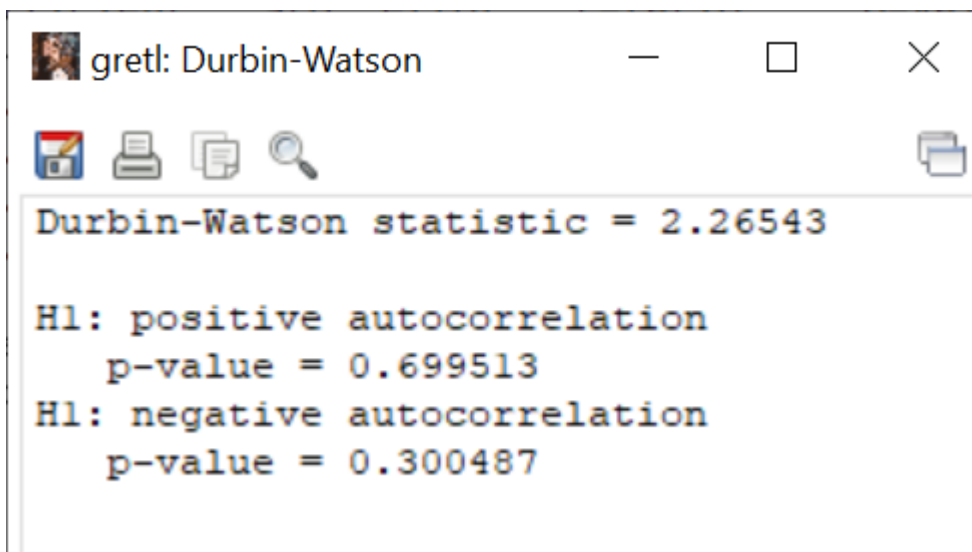 gretl: Durbin-Watson
Durbin-Watson statistic = 2.26543
H1: positive autocorrelation
p-value = 0.699513
H1: negative autocorrelation
p-value = 0.300487